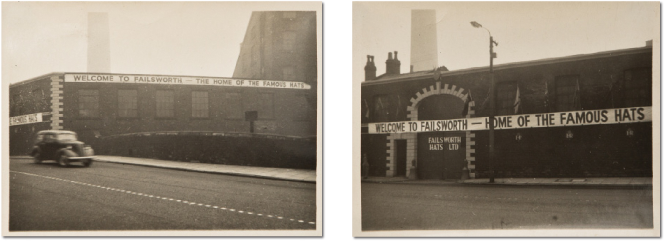 WELCOME TO FAILSWORTH — THE HOME OF THE FAMOUS HATS
WELCOME TO FAILSWORTH — HOME OF THE FAMOUS HATS
FAILSWORTH
HATS LTD